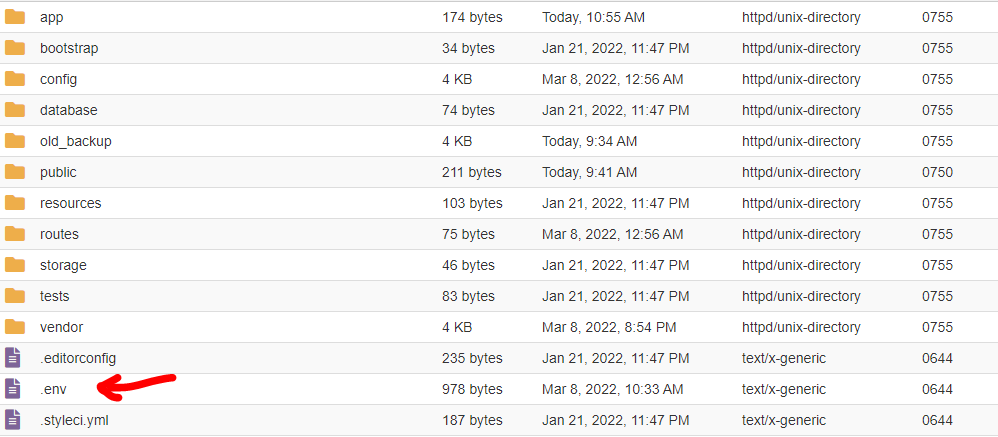 app 174 bytes Today, 10:55 AM httpd/unix-directory 0755
bootstrap 34 bytes Jan 21, 2022, 11:47 PM httpd/unix-directory 0755
config 4 KB Mar 8, 2022, 12:56 AM httpd/unix-directory 0755
database 74 bytes Jan 21, 2022, 11:47 PM httpd/unix-directory 0755
old_backup 4 KB Today, 9:34 AM httpd/unix-directory 0755
public 211 bytes Today, 9:41 AM httpd/unix-directory 0750
resources 103 bytes Jan 21, 2022, 11:47 PM httpd/unix-directory 0755
routes 75 bytes Mar 8, 2022, 12:56 AM httpd/unix-directory 0755
storage 46 bytes Jan 21, 2022, 11:47 PM httpd/unix-directory 0755
tests 83 bytes Jan 21, 2022, 11:47 PM httpd/unix-directory 0755
vendor 4 KB Mar 8, 2022, 8:54 PM httpd/unix-directory 0755
.editorconfig 235 bytes Jan 21, 2022, 11:47 PM text/x-generic 0644
.env 978 bytes Mar 8, 2022, 10:33 AM text/x-generic 0644
.styleci.yml 187 bytes Jan 21, 2022, 11:47 PM text/x-generic 0644